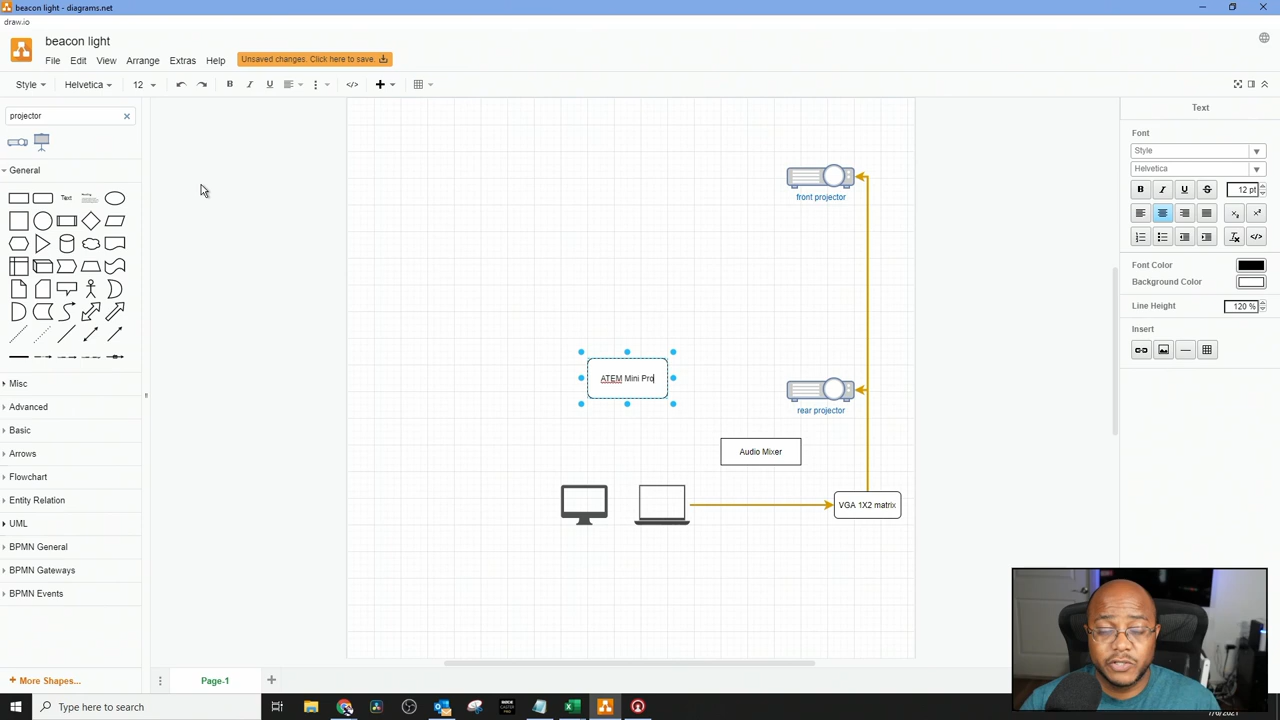 beacon light - diagrams.net
draw.io
beacon light
File Edit View Arrange Extras Help
Unsaved changes. Click here to save.
Style Helvetica 12
projector
General
Text
Misc
Advanced
Basic
Arrows
Flowchart
Entity Relation
UML
BPMN General
BPMN Gateways
BPMN Events
+ More Shapes...
front projector
ATEM Mini Pro
rear projector
Audio Mixer
VGA 1X2 matrix
Page-1
Text
Font
Style
Helvetica
B I U S 12 pt
Font Color
Background Color
Line Height 120 %
Insert
Type here to search